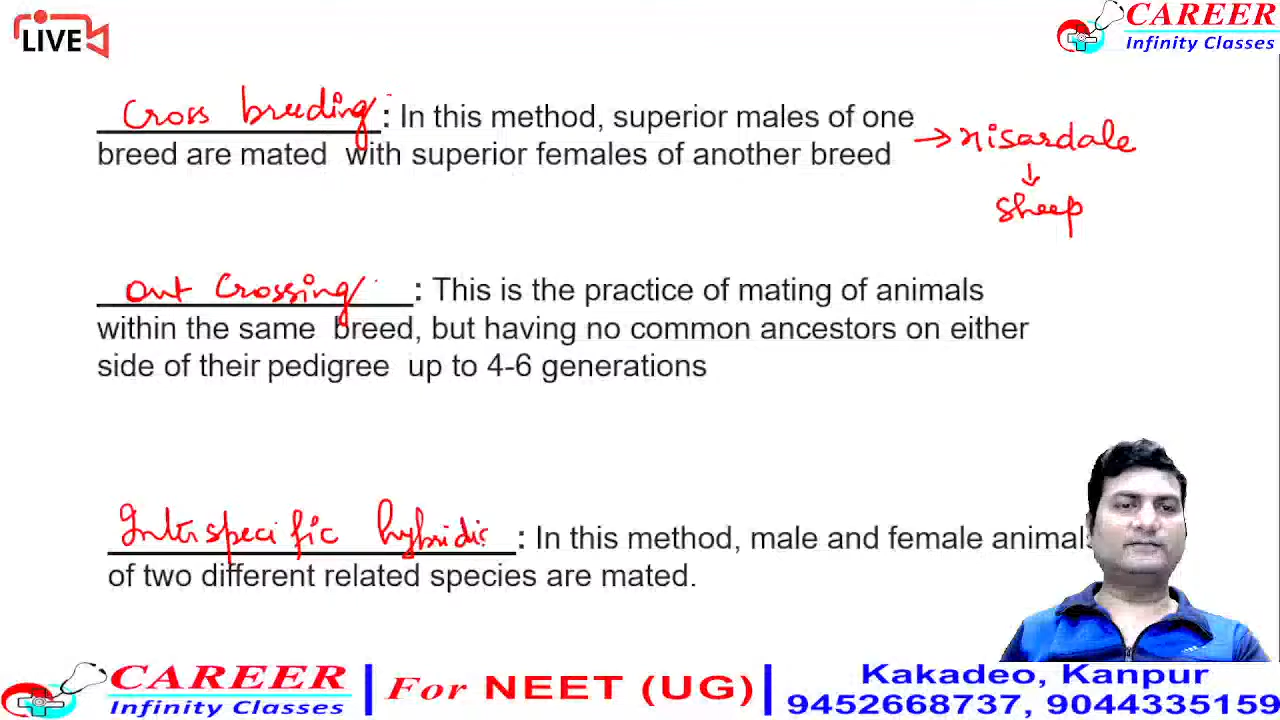 LIVE
CAREER
Infinity Classes
Cross breeding : In this method, superior males of one
breed are mated with superior females of another breed
→ Hisardale
↓
sheep
Out Crossing : This is the practice of mating of animals
within the same breed, but having no common ancestors on either
side of their pedigree up to 4-6 generations
Interspecific hybridis : In this method, male and female animals
of two different related species are mated.
CAREER
Infinity Classes
For NEET (UG)
Kakadeo, Kanpur
9452668737, 9044335159